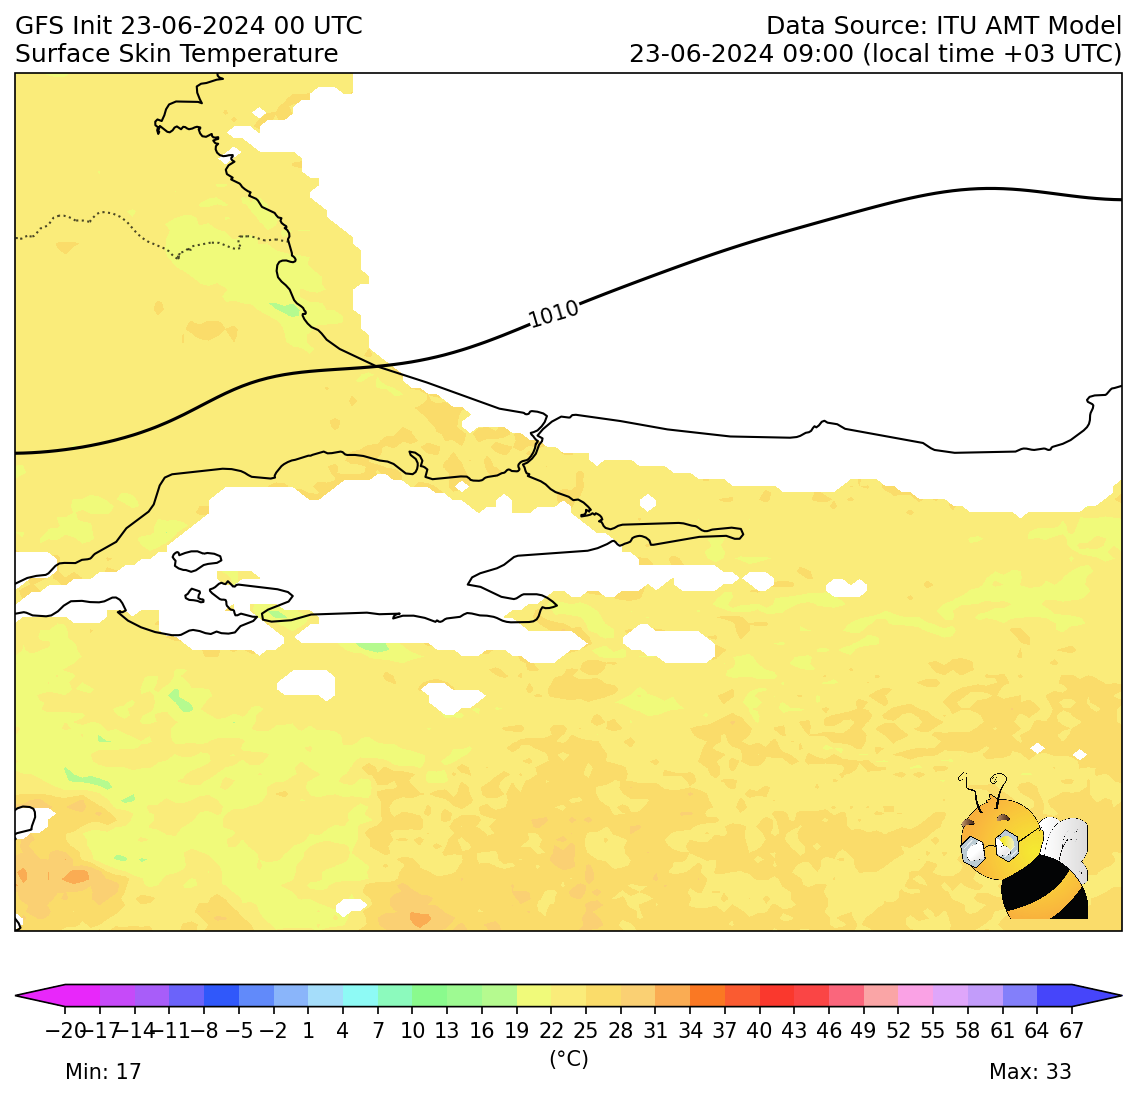 GFS Init 23-06-2024 00 UTC
Data Source: ITU AMT Model
Surface Skin Temperature
23-06-2024 09:00 (local time +03 UTC)
1010
−20 −17 −14 −11 −8 −5 −2 1 4 7 10 13 16 19 22 25 28 31 34 37 40 43 46 49 52 55 58 61 64 67
(°C)
Min: 17
Max: 33